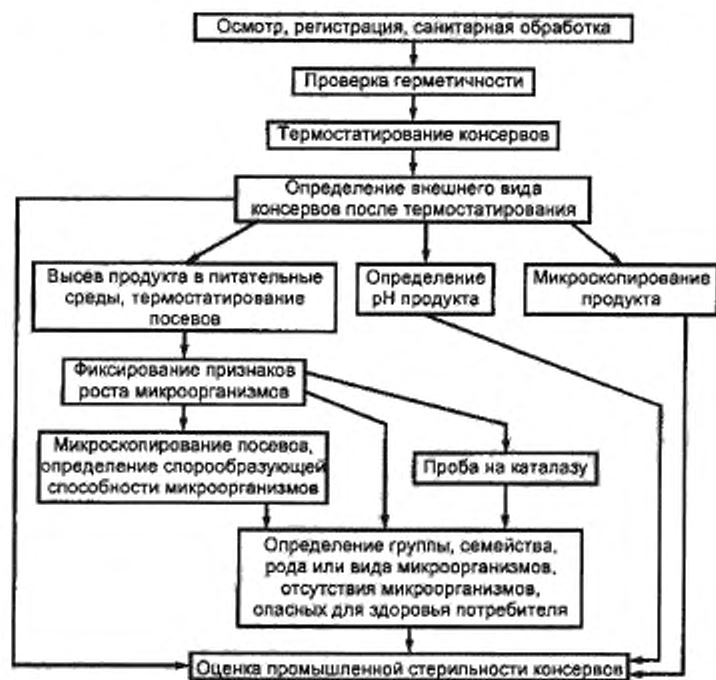 Осмотр, регистрация, санитарная обработка
Проверка герметичности
Термостатирование консервов
Определение внешнего вида
консервов после термостатирования
Высев продукта в питательные
среды, термостатирование
посевов
Определение
pH продукта
Микроскопирование
продукта
Фиксирование признаков
роста микроорганизмов
Микроскопирование посевов,
определение спорообразующей
способности микроорганизмов
Проба на каталазу
Определение группы, семейства,
рода или вида микроорганизмов,
отсутствия микроорганизмов,
опасных для здоровья потребителя
Оценка промышленной стерильности консервов